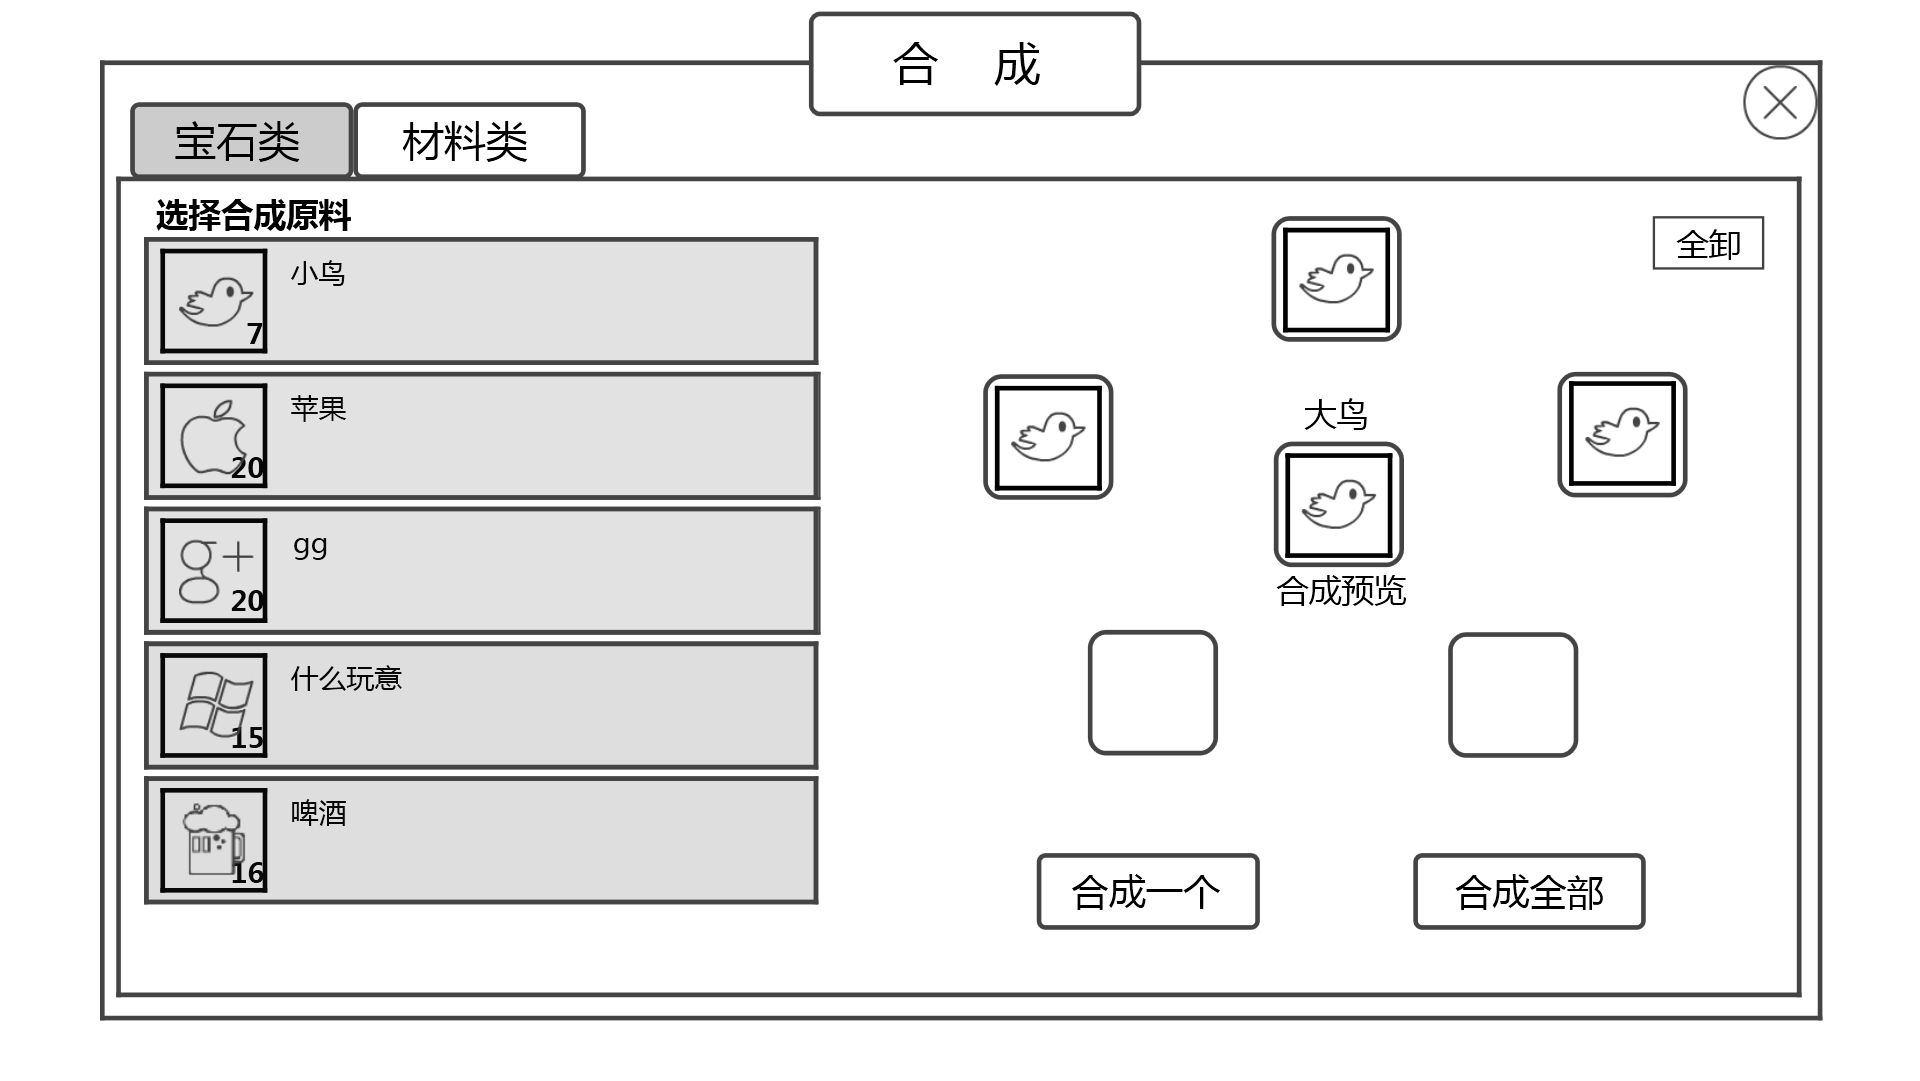 合 成
宝石类
材料类
选择合成原料
小鸟
7
苹果
20
gg
20
什么玩意
15
啤酒
16
全卸
大鸟
合成预览
合成一个
合成全部